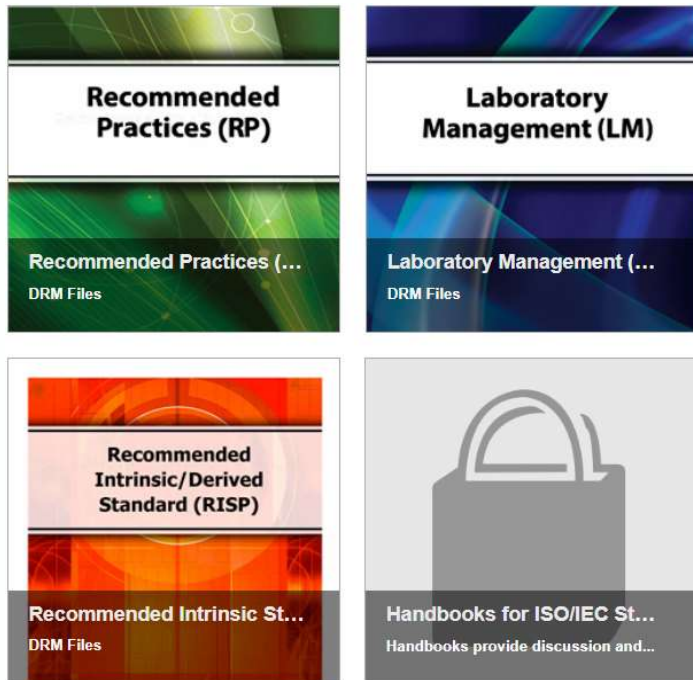 Recommended
Practices (RP)
Recommended Practices (...
DRM Files
Laboratory
Management (LM)
Laboratory Management (...
DRM Files
Recommended
Intrinsic/Derived
Standard (RISP)
Recommended Intrinsic St...
DRM Files
Handbooks for ISO/IEC St...
Handbooks provide discussion and...